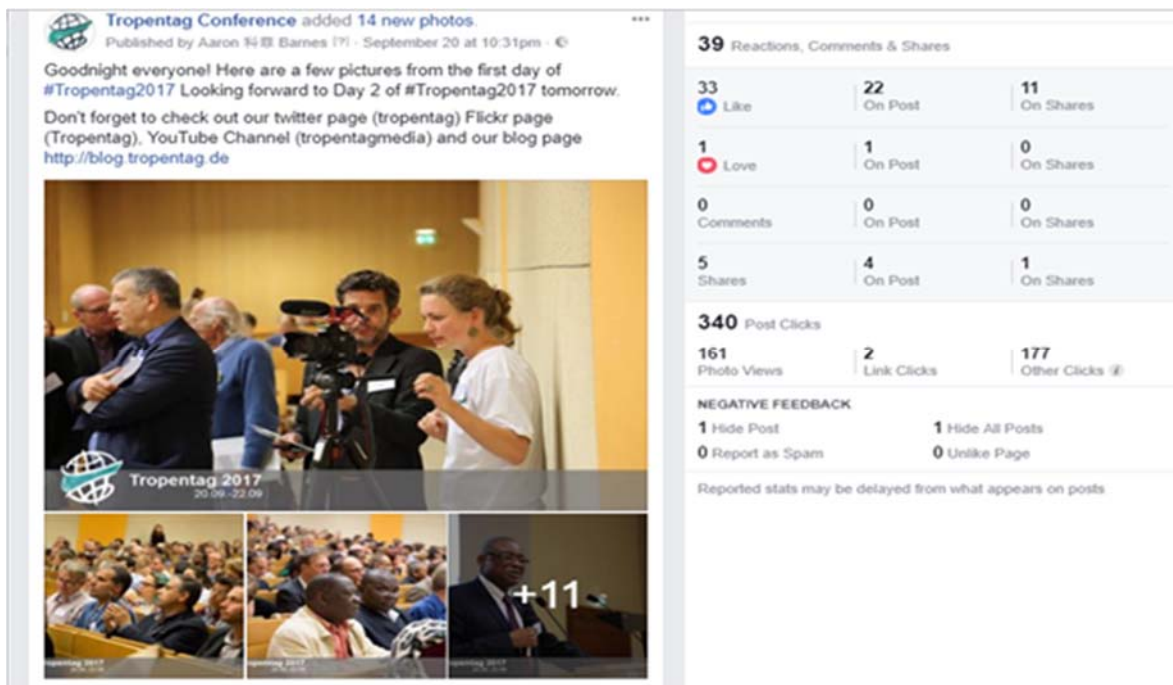 Tropentag Conference added 14 new photos.
Published by Aaron Barnes [?] · September 20 at 10:31pm ·
Goodnight everyone! Here are a few pictures from the first day of
#Tropentag2017 Looking forward to Day 2 of #Tropentag2017 tomorrow.
Don't forget to check out our twitter page (tropentag) Flickr page
(Tropentag), YouTube Channel (tropentagmedia) and our blog page
http://blog.tropentag.de
Tropentag 2017
20.09.-22.09
+11
39 Reactions, Comments & Shares
33 22 11
Like On Post On Shares
1 1 0
Love On Post On Shares
0 0 0
Comments On Post On Shares
5 4 1
Shares On Post On Shares
340 Post Clicks
161 2 177
Photo Views Link Clicks Other Clicks
NEGATIVE FEEDBACK
1 Hide Post 1 Hide All Posts
0 Report as Spam 0 Unlike Page
Reported stats may be delayed from what appears on posts